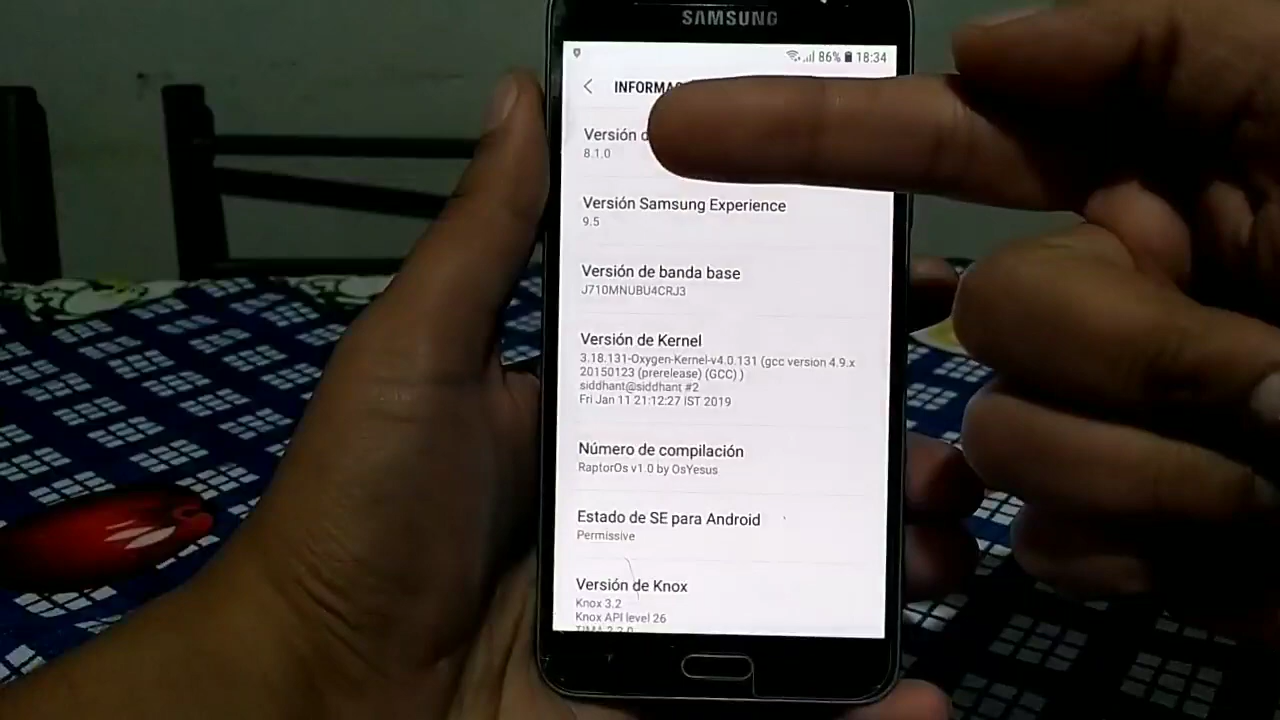 SAMSUNG
86% 18:34
Versión
8.1.0
Versión Samsung Experience
9.5
Versión de banda base
J710MNUBU4CRJ3
Versión de Kernel
3.18.131-Oxygen-Kernel-v4.0.131 (gcc version 4.9.x
20150123 (prerelease) (GCC) )
siddhant@siddhant #2
Fri Jan 11 21:12:27 IST 2019
Número de compilación
RaptorOs v1.0 by OsYesus
Estado de SE para Android
Permissive
Versión de Knox
Knox 3.2
Knox API level 26